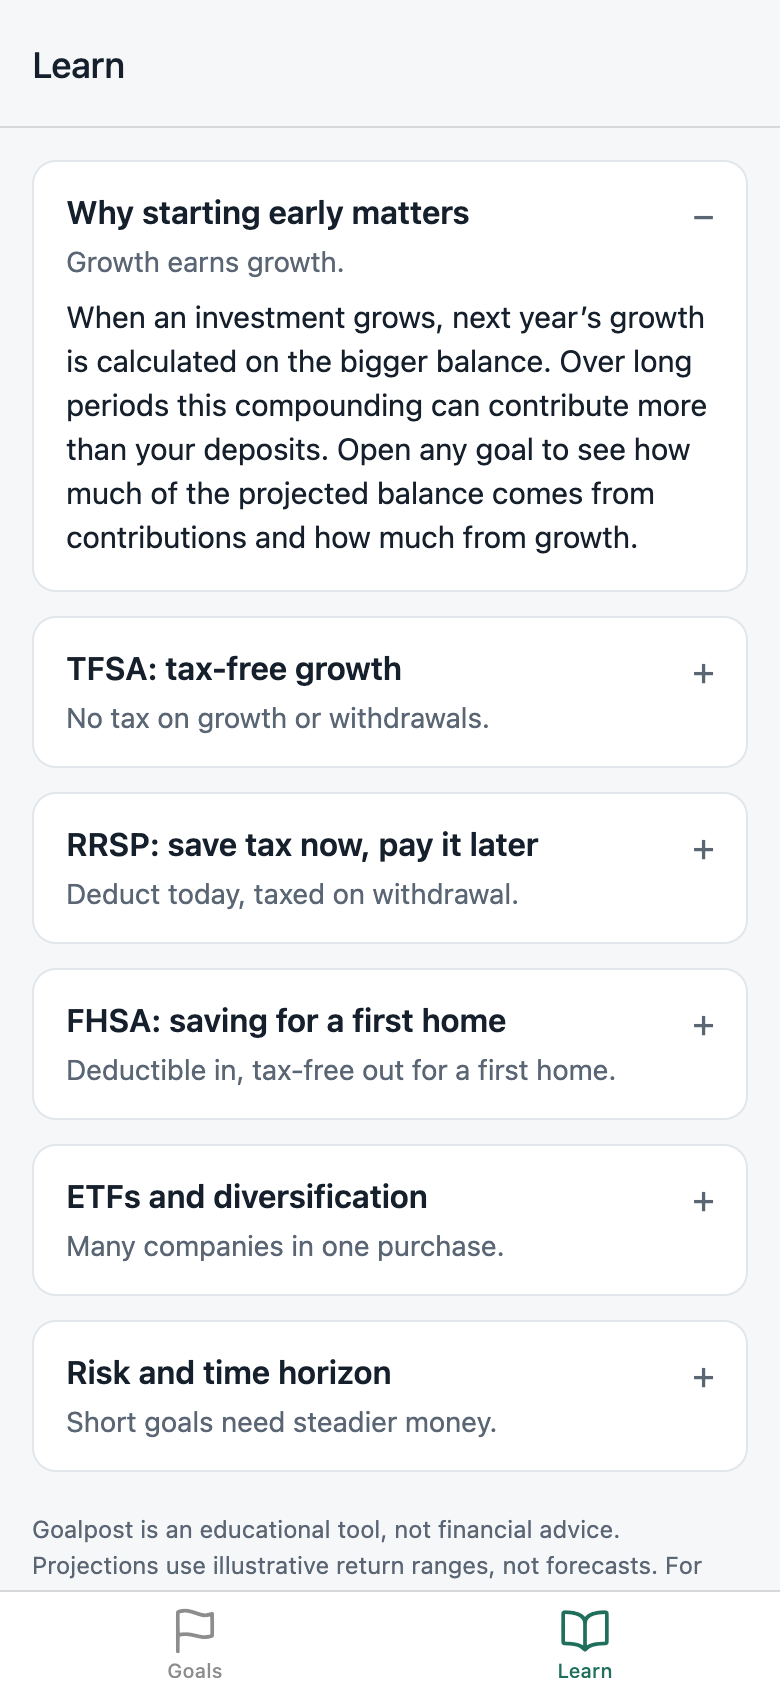 Learn
Why starting early matters
Growth earns growth.
When an investment grows, next year’s growth
is calculated on the bigger balance. Over long
periods this compounding can contribute more
than your deposits. Open any goal to see how
much of the projected balance comes from
contributions and how much from growth.
TFSA: tax-free growth
No tax on growth or withdrawals.
RRSP: save tax now, pay it later
Deduct today, taxed on withdrawal.
FHSA: saving for a first home
Deductible in, tax-free out for a first home.
ETFs and diversification
Many companies in one purchase.
Risk and time horizon
Short goals need steadier money.
Goalpost is an educational tool, not financial advice.
Projections use illustrative return ranges, not forecasts. For
Goals
Learn